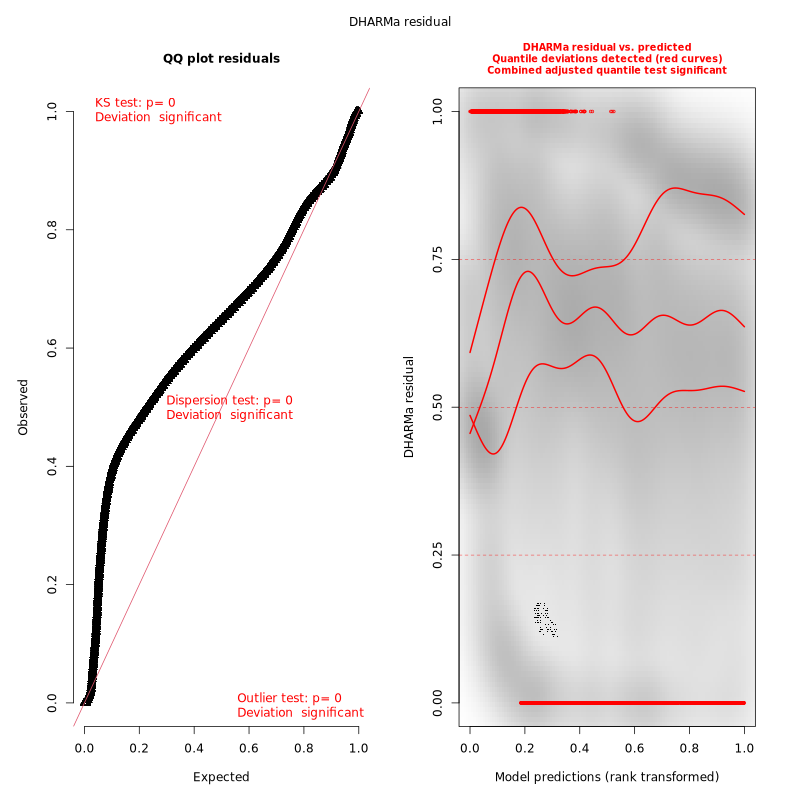 DHARMa residual
QQ plot residuals
KS test: p= 0
Deviation significant
Dispersion test: p= 0
Deviation significant
Outlier test: p= 0
Deviation significant
Observed
0.0
0.2
0.4
0.6
0.8
1.0
0.0
0.2
0.4
0.6
0.8
1.0
Expected
DHARMa residual vs. predicted
Quantile deviations detected (red curves)
Combined adjusted quantile test significant
DHARMa residual
0.00
0.25
0.50
0.75
1.00
0.0
0.2
0.4
0.6
0.8
1.0
Model predictions (rank transformed)